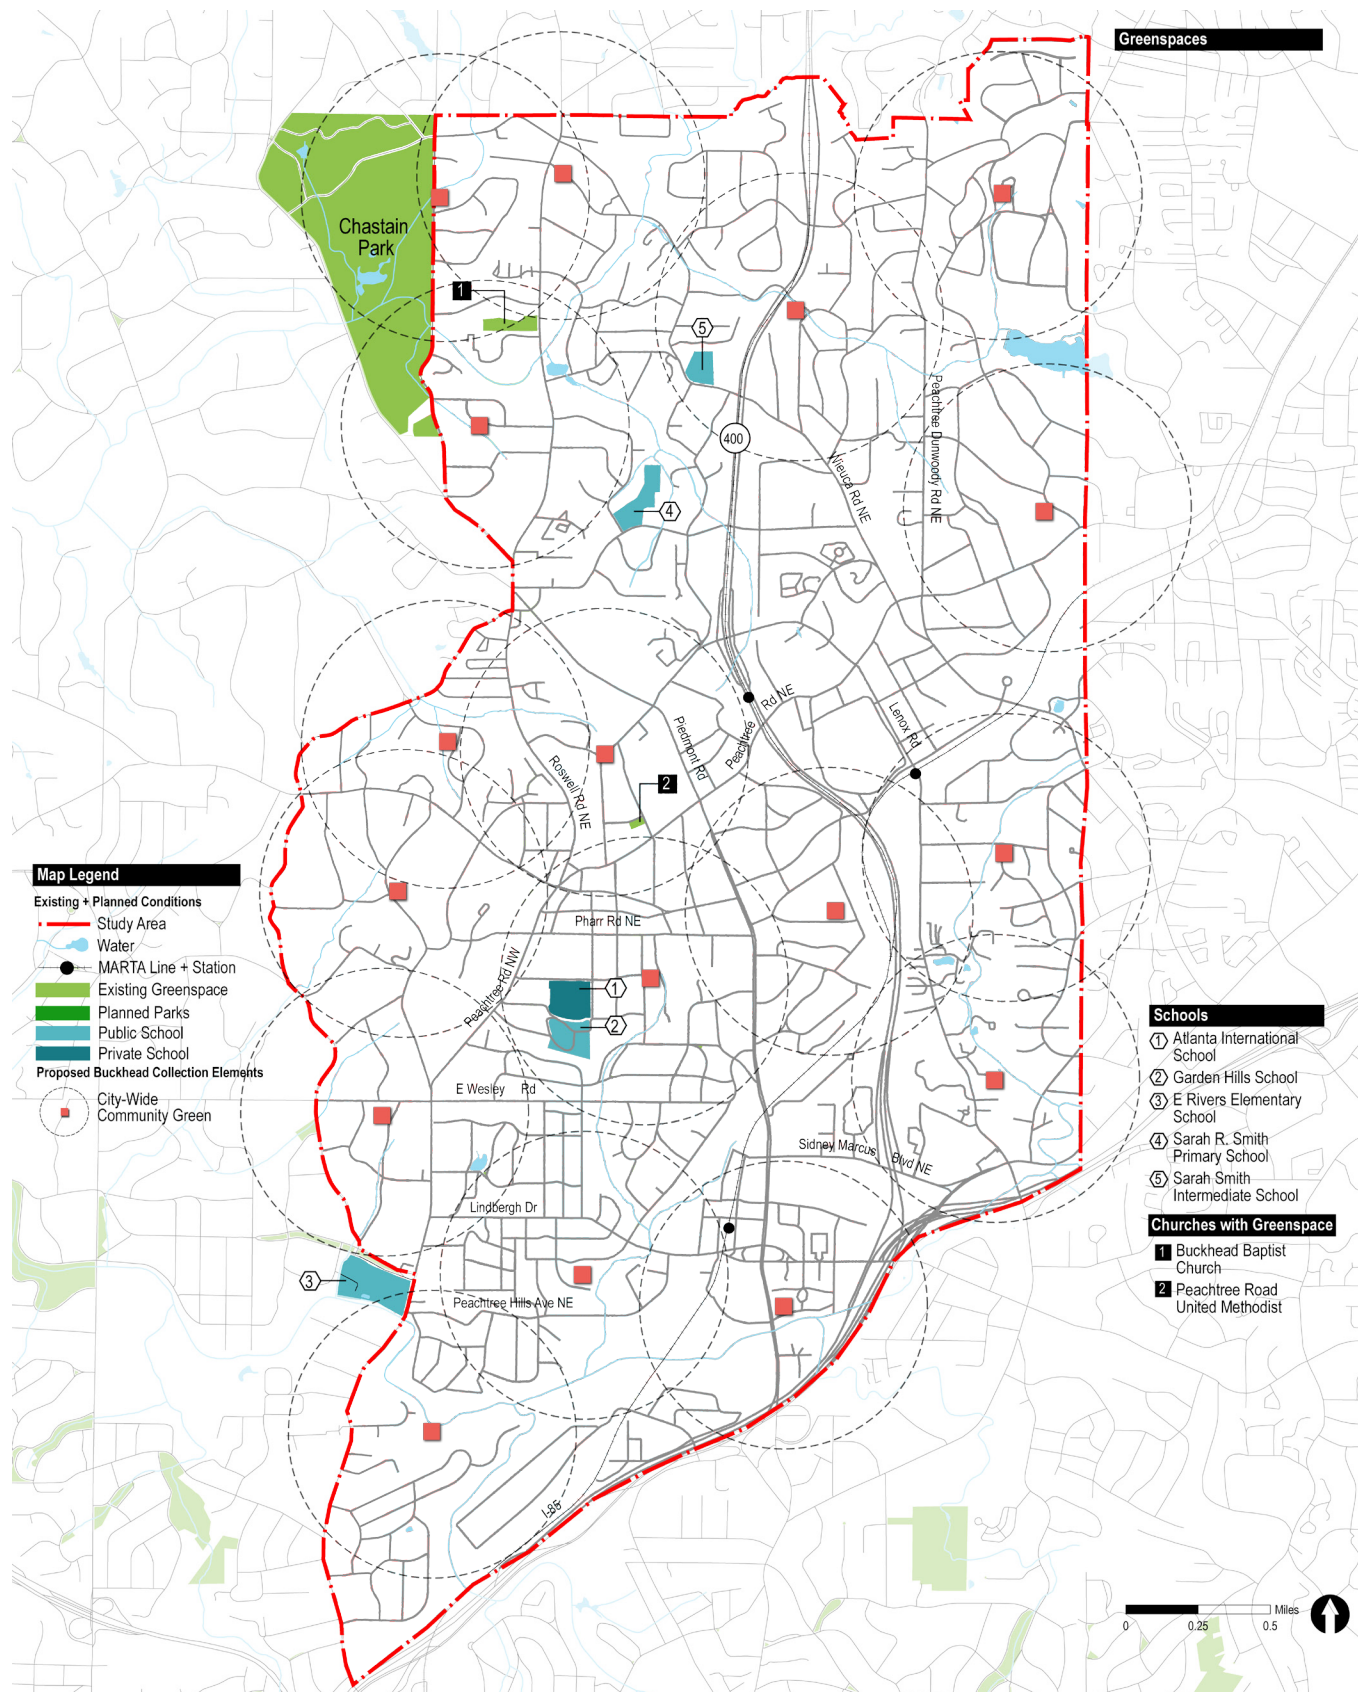 Greenspaces
Chastain
Park
1
5
400
Peachtree Dunwoody Rd NE
Wieuca Rd NE
4
Rd NE
Peachtree
Piedmont Rd
Lenox Rd
Roswell Rd NE
2
Pharr Rd NE
Peachtree Rd NW
1
2
E Wesley Rd
Sidney Marcus Blvd NE
Lindbergh Dr
3
Peachtree Hills Ave NE
I-85
Map Legend
Existing + Planned Conditions
Study Area
Water
MARTA Line + Station
Existing Greenspace
Planned Parks
Public School
Private School
Proposed Buckhead Collection Elements
City-Wide
Community Green
Schools
1 Atlanta International
School
2 Garden Hills School
3 E Rivers Elementary
School
4 Sarah R. Smith
Primary School
5 Sarah Smith
Intermediate School
Churches with Greenspace
1 Buckhead Baptist
Church
2 Peachtree Road
United Methodist
Miles
0 0.25 0.5